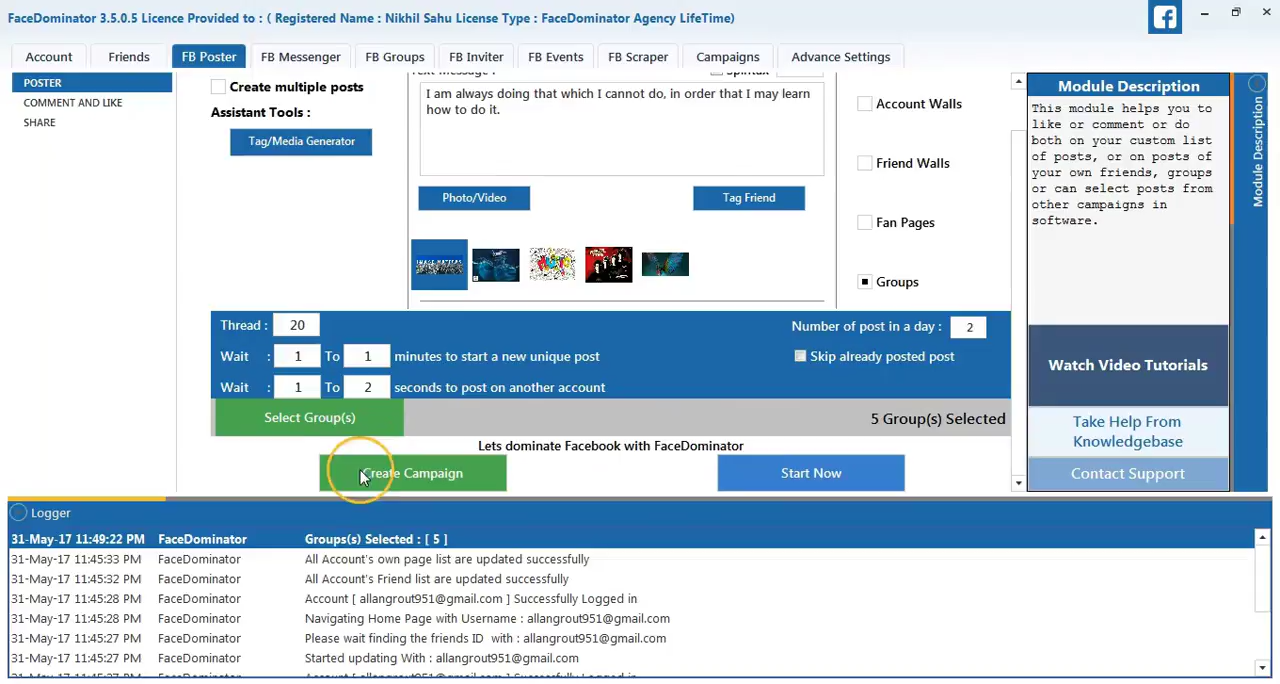 FaceDominator 3.5.0.5 Licence Provided to : ( Registered Name : Nikhil Sahu License Type : FaceDominator Agency LifeTime)
Account Friends FB Poster FB Messenger FB Groups FB Inviter FB Events FB Scraper Campaigns Advance Settings
POSTER
COMMENT AND LIKE
SHARE
Create multiple posts
Assistant Tools :
Tag/Media Generator
I am always doing that which I cannot do, in order that I may learn
how to do it.
Photo/Video Tag Friend
IMAGE MATTERS
Account Walls
Friend Walls
Fan Pages
Groups
Thread : 20
Number of post in a day : 2
Wait : 1 To 1 minutes to start a new unique post
Skip already posted post
Wait : 1 To 2 seconds to post on another account
Select Group(s) 5 Group(s) Selected
Lets dominate Facebook with FaceDominator
Create Campaign Start Now
Module Description
This module helps you to
like or comment or do
both on your custom list
of posts, or on posts of
your own friends, groups
or can select posts from
other campaigns in
software.
Watch Video Tutorials
Take Help From
Knowledgebase
Contact Support
Module Description
Logger
31-May-17 11:49:22 PM FaceDominator Groups(s) Selected : [ 5 ]
31-May-17 11:45:33 PM FaceDominator All Account's own page list are updated successfully
31-May-17 11:45:32 PM FaceDominator All Account's Friend list are updated successfully
31-May-17 11:45:28 PM FaceDominator Account [ allangrout951@gmail.com ] Successfully Logged in
31-May-17 11:45:28 PM FaceDominator Navigating Home Page with Username : allangrout951@gmail.com
31-May-17 11:45:27 PM FaceDominator Please wait finding the friends ID with : allangrout951@gmail.com
31-May-17 11:45:27 PM FaceDominator Started updating With : allangrout951@gmail.com